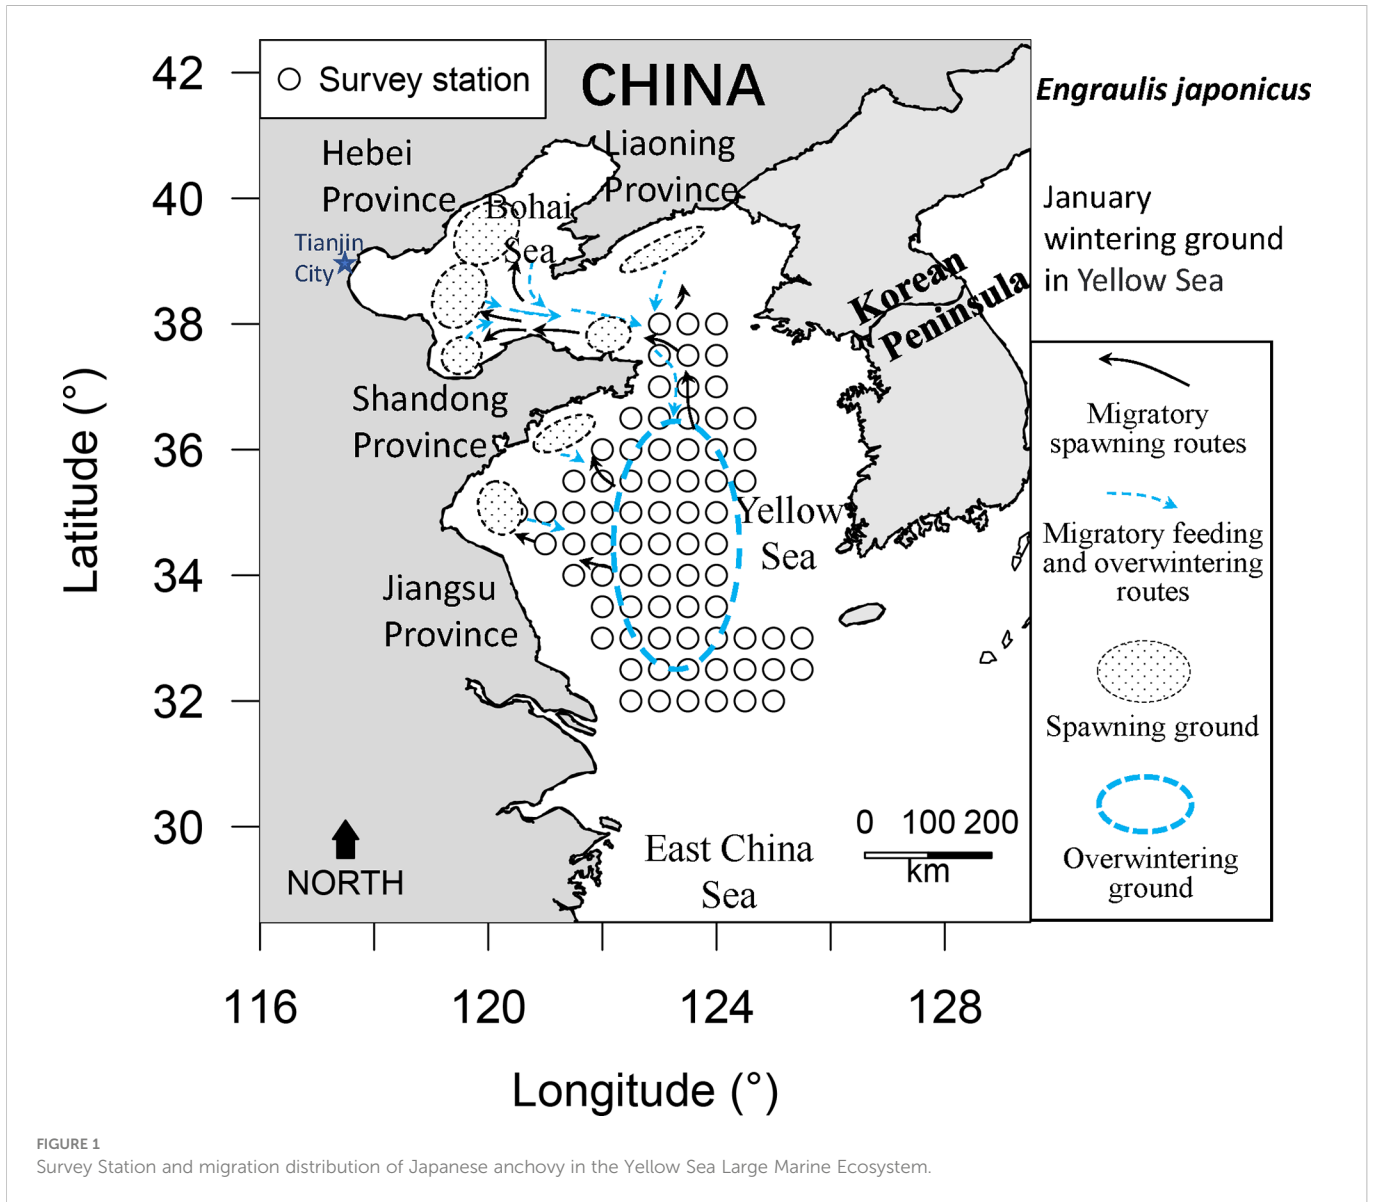 Survey station
CHINA
Engraulis japonicus
Hebei
Province
Liaoning
Province
Bohai
Sea
Tianjin
City
January
wintering ground
in Yellow Sea
Korean
Peninsula
Shandong
Province
Yellow
Sea
Jiangsu
Province
East China
Sea
0 100 200
km
NORTH
Migratory
spawning routes
Migratory feeding
and overwintering
routes
Spawning ground
Overwintering
ground
42
40
38
36
34
32
30
Latitude (°)
116 120 124 128
Longitude (°)
FIGURE 1
Survey Station and migration distribution of Japanese anchovy in the Yellow Sea Large Marine Ecosystem.